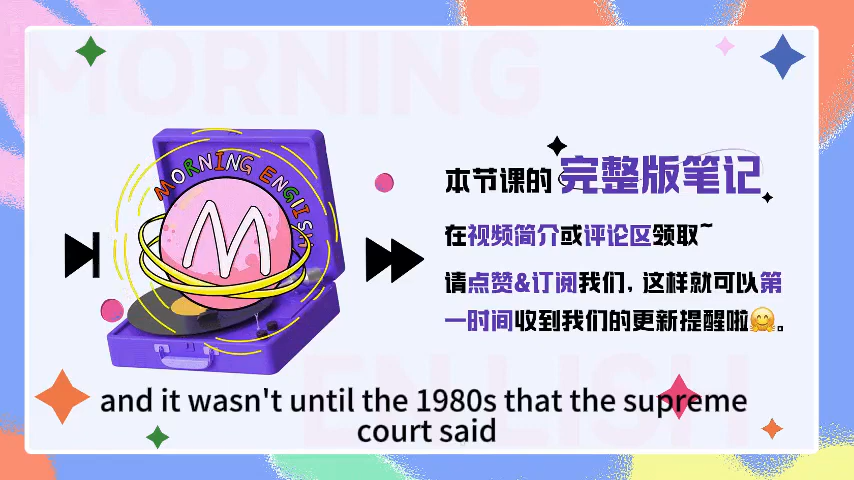 MORNING
MORNING ENGLISH
M
本节课的 完整版笔记
在视频简介或评论区领取~
请点赞&订阅我们，这样就可以第
一时间收到我们的更新提醒啦🤗。
ENGLISH
and it wasn't until the 1980s that the supreme
court said